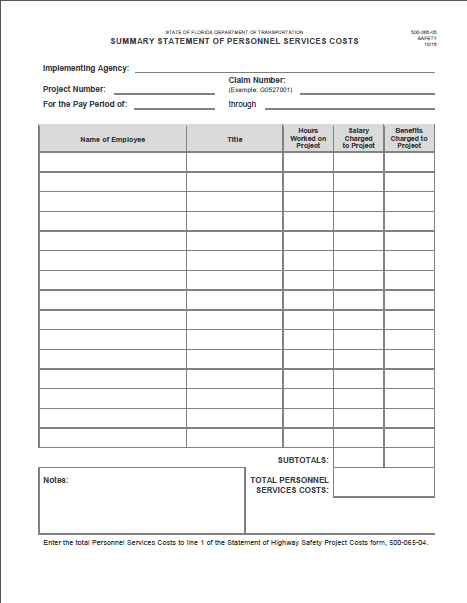 STATE OF FLORIDA DEPARTMENT OF TRANSPORTATION
SUMMARY STATEMENT OF PERSONNEL SERVICES COSTS
500-065-05
SAFETY
10/16
Implementing Agency:
Project Number:
Claim Number:
(Example: G0527001)
For the Pay Period of:
through
Name of Employee
Title
Hours
Worked on
Project
Salary
Charged
to Project
Benefits
Charged to
Project
SUBTOTALS:
Notes:
TOTAL PERSONNEL
SERVICES COSTS:
Enter the total Personnel Services Costs to line 1 of the Statement of Highway Safety Project Costs form, 500-065-04.